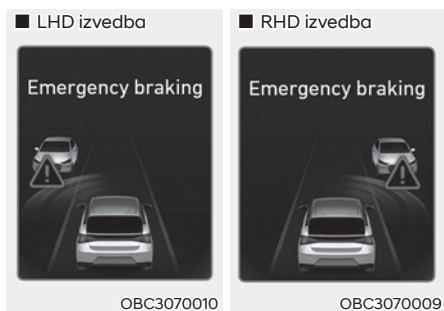 ■ LHD izvedba
Emergency braking
OBC3070010
■ RHD izvedba
Emergency braking
OBC3070009